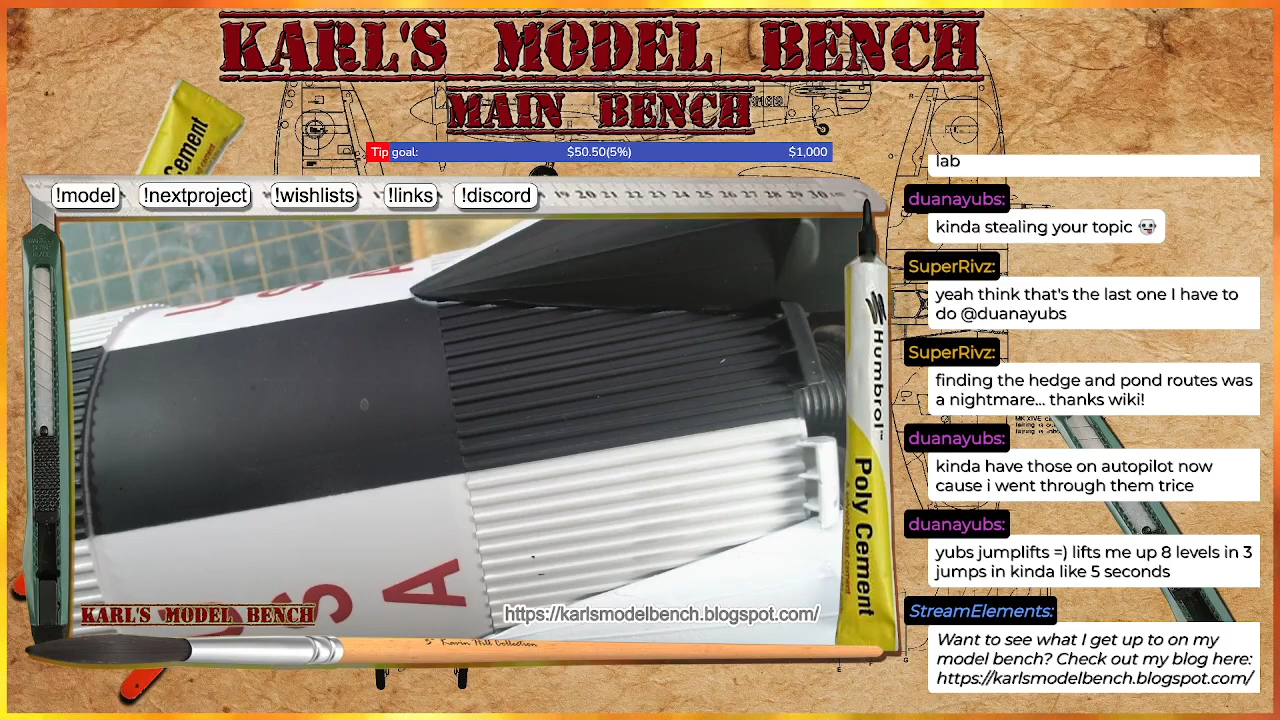 KARL'S MODEL BENCH
MAIN BENCH
Cement
Tip goal:
$50.50(5%)
$1,000
!model
!nextproject
!wishlists
!links
!discord
19 20 21 22 23 24 25 26 27 28 29 30 31
U S A
S A
Humbrol™
Poly Cement
KARL'S MODEL BENCH
https://karlsmodelbench.blogspot.com/
lab
duanayubs:
kinda stealing your topic 💀
SuperRivz:
yeah think that's the last one I have to
do @duanayubs
SuperRivz:
finding the hedge and pond routes was
a nightmare... thanks wiki!
duanayubs:
kinda have those on autopilot now
cause i went through them trice
duanayubs:
yubs jumplifts =) lifts me up 8 levels in 3
jumps in kinda like 5 seconds
StreamElements:
Want to see what I get up to on my
model bench? Check out my blog here:
https://karlsmodelbench.blogspot.com/